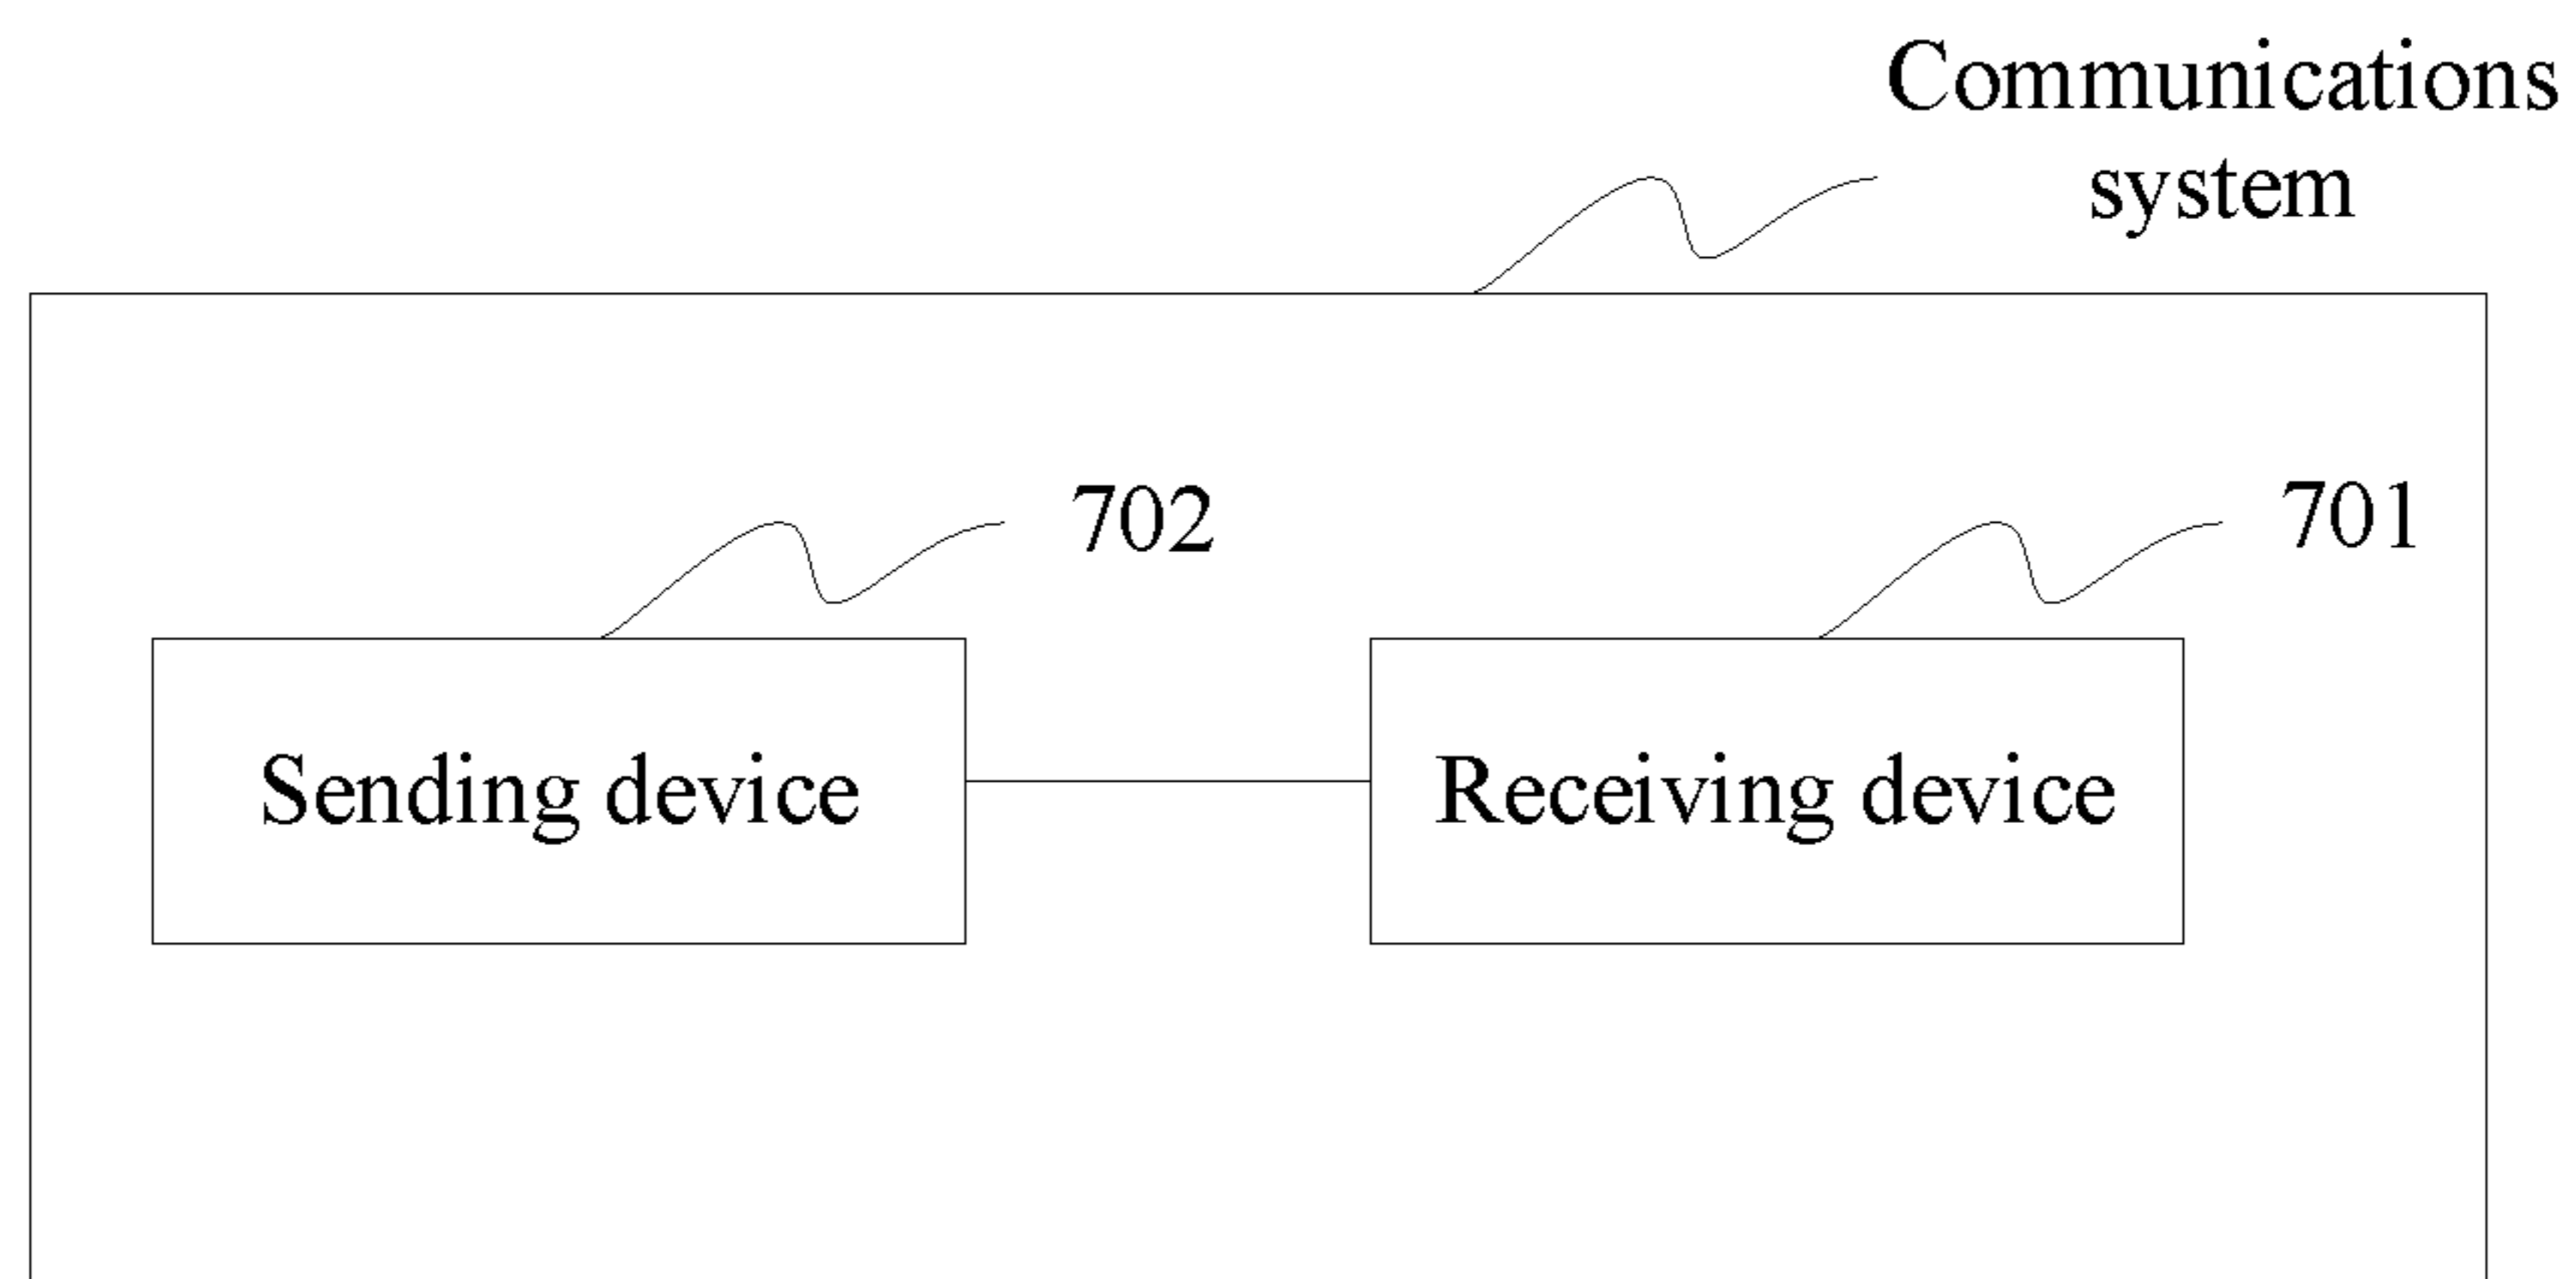 Communications
system
702
701
Sending device
Receiving device